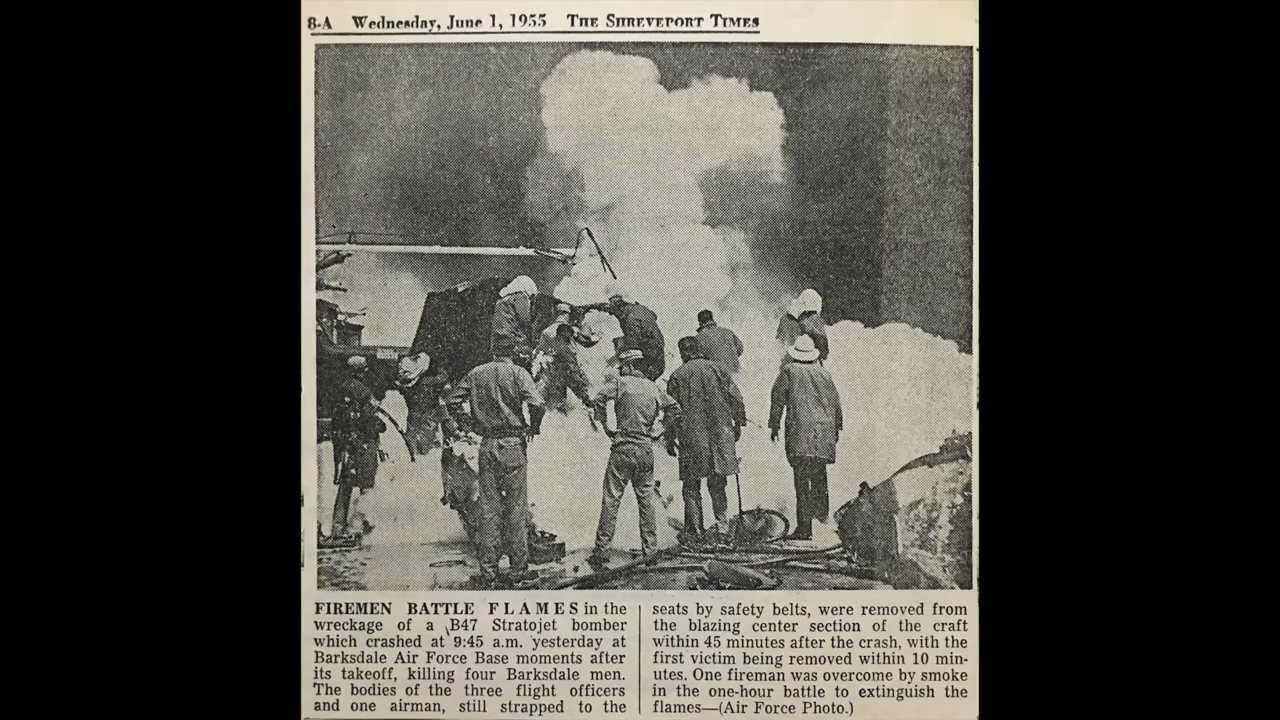 8-A Wednesday, June 1, 1955 THE SHREVEPORT TIMES
FIREMEN BATTLE FLAMES in the
wreckage of a B47 Stratojet bomber
which crashed at 9:45 a.m. yesterday at
Barksdale Air Force Base moments after
its takeoff, killing four Barksdale men.
The bodies of the three flight officers
and one airman, still strapped to the
seats by safety belts, were removed from
the blazing center section of the craft
within 45 minutes after the crash, with the
first victim being removed within 10 min-
utes. One fireman was overcome by smoke
in the one-hour battle to extinguish the
flames—(Air Force Photo.)